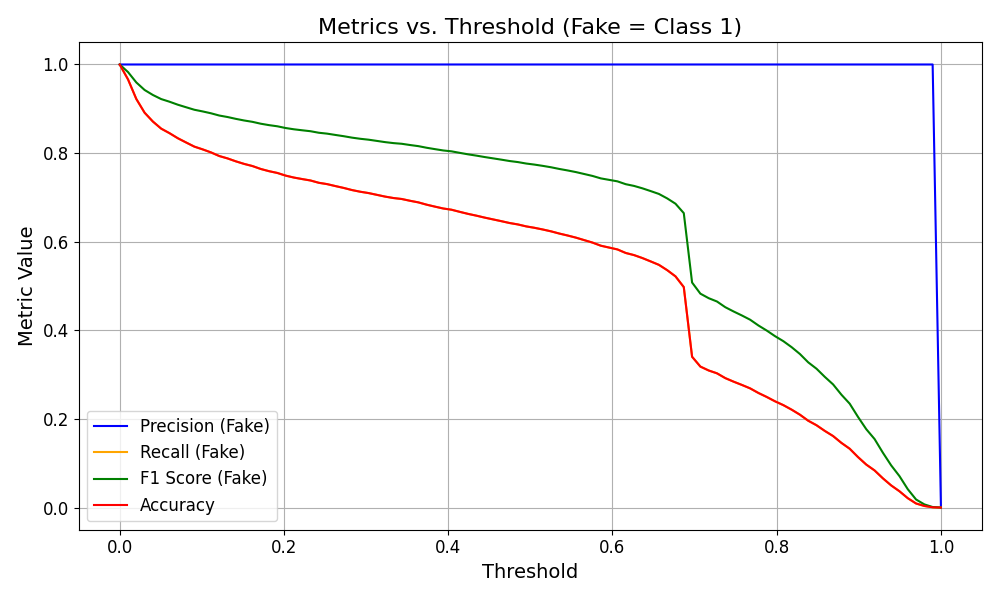 Metrics vs. Threshold (Fake = Class 1)
Metric Value
1.0
0.8
0.6
0.4
0.2
0.0
Precision (Fake)
Recall (Fake)
F1 Score (Fake)
Accuracy
0.0 0.2 0.4 0.6 0.8 1.0
Threshold